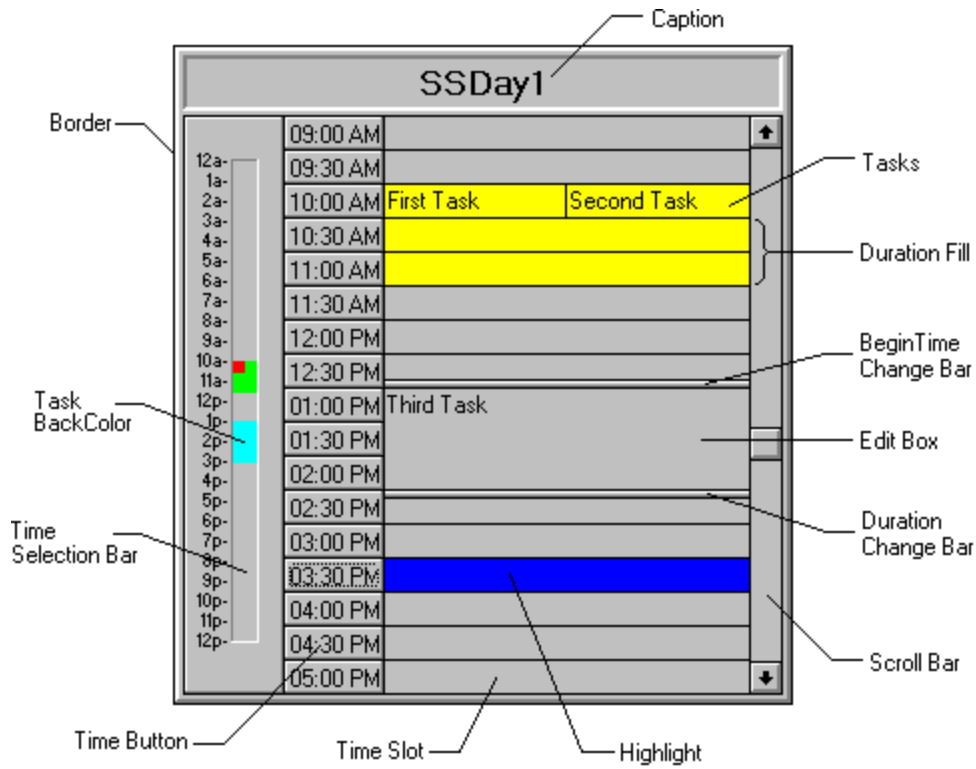 Caption
SSDay1
Border
09:00 AM
12a-
09:30 AM
Tasks
1a-
2a-
10:00 AM First Task Second Task
3a-
4a-
10:30 AM
Duration Fill
5a-
11:00 AM
6a-
7a-
11:30 AM
8a-
9a-
12:00 PM
BeginTime
Change Bar
10a-
11a-
12:30 PM
Task
BackColor
12p-
01:00 PM Third Task
1p-
2p-
01:30 PM
Edit Box
3p-
4p-
02:00 PM
5p-
02:30 PM
Duration
Change Bar
6p-
Time
Selection Bar
7p-
03:00 PM
8p-
9p-
03:30 PM
10p-
04:00 PM
11p-
12p-
04:30 PM
Scroll Bar
05:00 PM
Time Button
Time Slot
Highlight